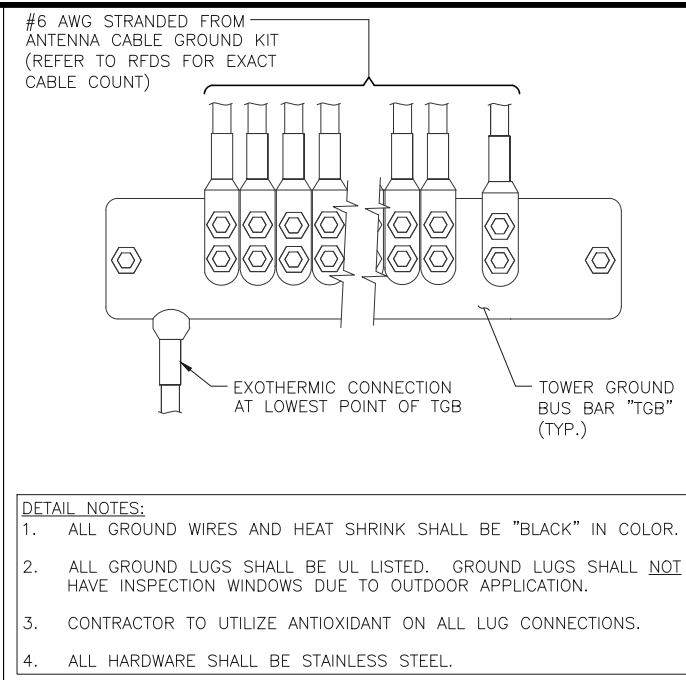 #6 AWG STRANDED FROM
ANTENNA CABLE GROUND KIT
(REFER TO RFDS FOR EXACT
CABLE COUNT)
EXOTHERMIC CONNECTION
AT LOWEST POINT OF TGB
TOWER GROUND
BUS BAR "TGB"
(TYP.)
DETAIL NOTES:
1. ALL GROUND WIRES AND HEAT SHRINK SHALL BE "BLACK" IN COLOR.
2. ALL GROUND LUGS SHALL BE UL LISTED. GROUND LUGS SHALL NOT
HAVE INSPECTION WINDOWS DUE TO OUTDOOR APPLICATION.
3. CONTRACTOR TO UTILIZE ANTIOXIDANT ON ALL LUG CONNECTIONS.
4. ALL HARDWARE SHALL BE STAINLESS STEEL.